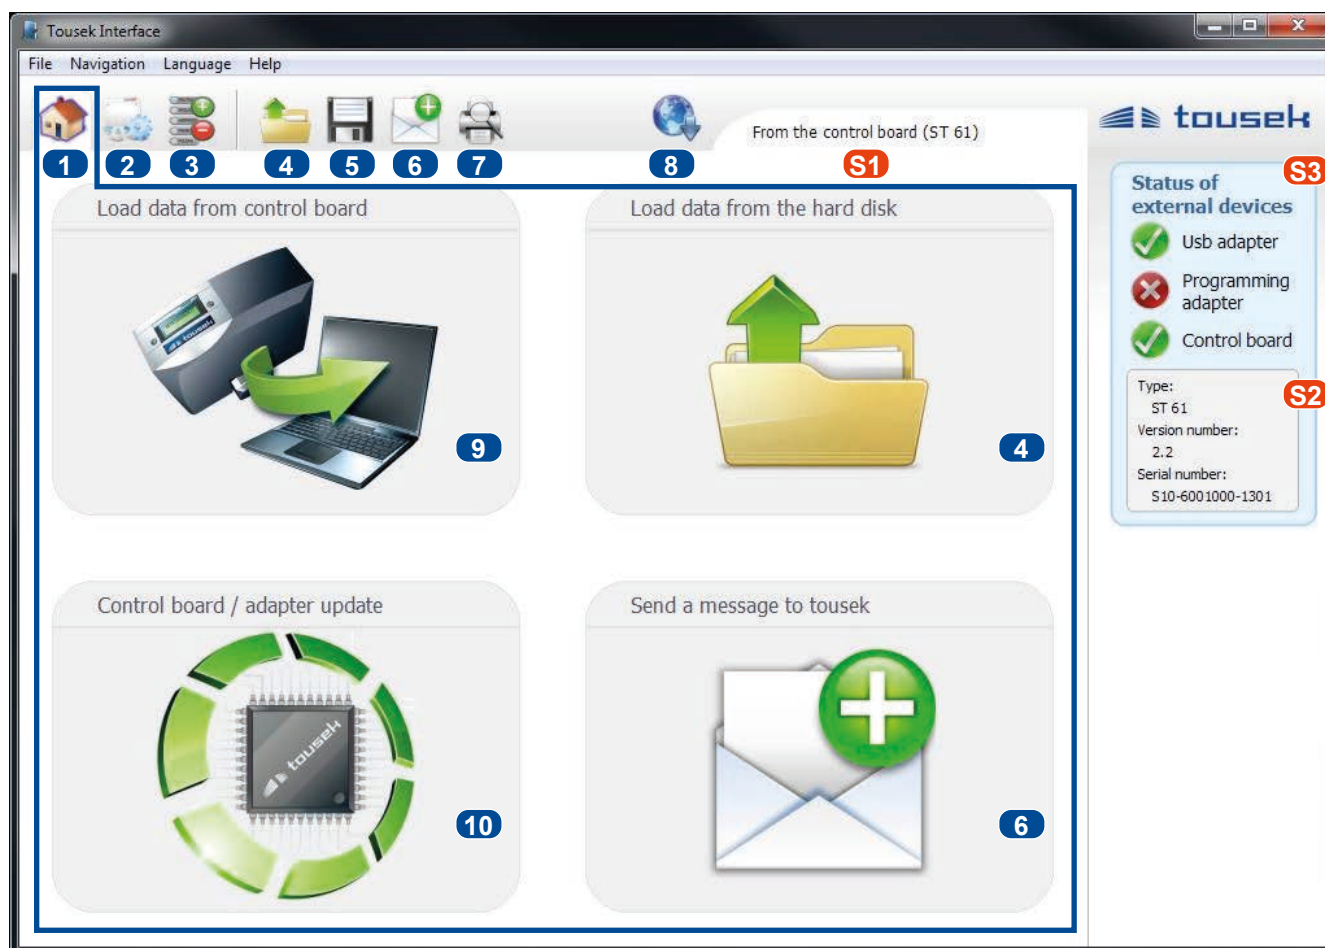 Tousek Interface
File Navigation Language Help
From the control board (ST 61)
tousek
1 2 3 4 5 6 7 8 S1
S3
Status of
external devices
Usb adapter
Programming
adapter
Control board
S2
Type:
ST 61
Version number:
2.2
Serial number:
S10-6001000-1301
Load data from control board
tousek
9
Load data from the hard disk
4
Control board / adapter update
tousek
10
Send a message to tousek
6